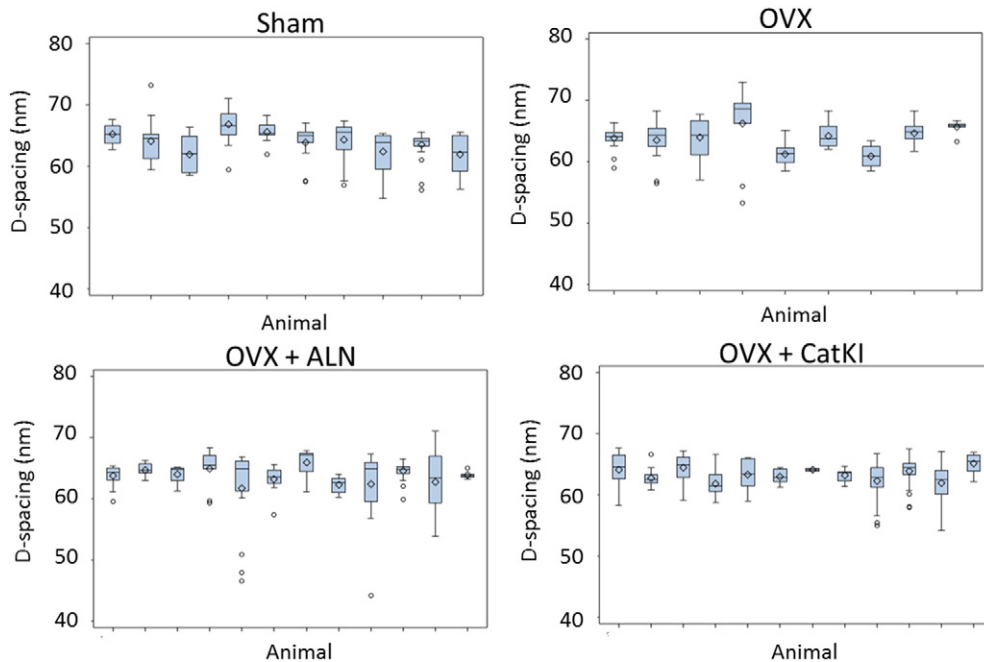 Sham
80
70
60
50
40
D-spacing (nm)
Animal
OVX
80
70
60
50
40
D-spacing (nm)
Animal
OVX + ALN
80
70
60
50
40
D-spacing (nm)
Animal
OVX + CatKI
80
70
60
50
40
D-spacing (nm)
Animal